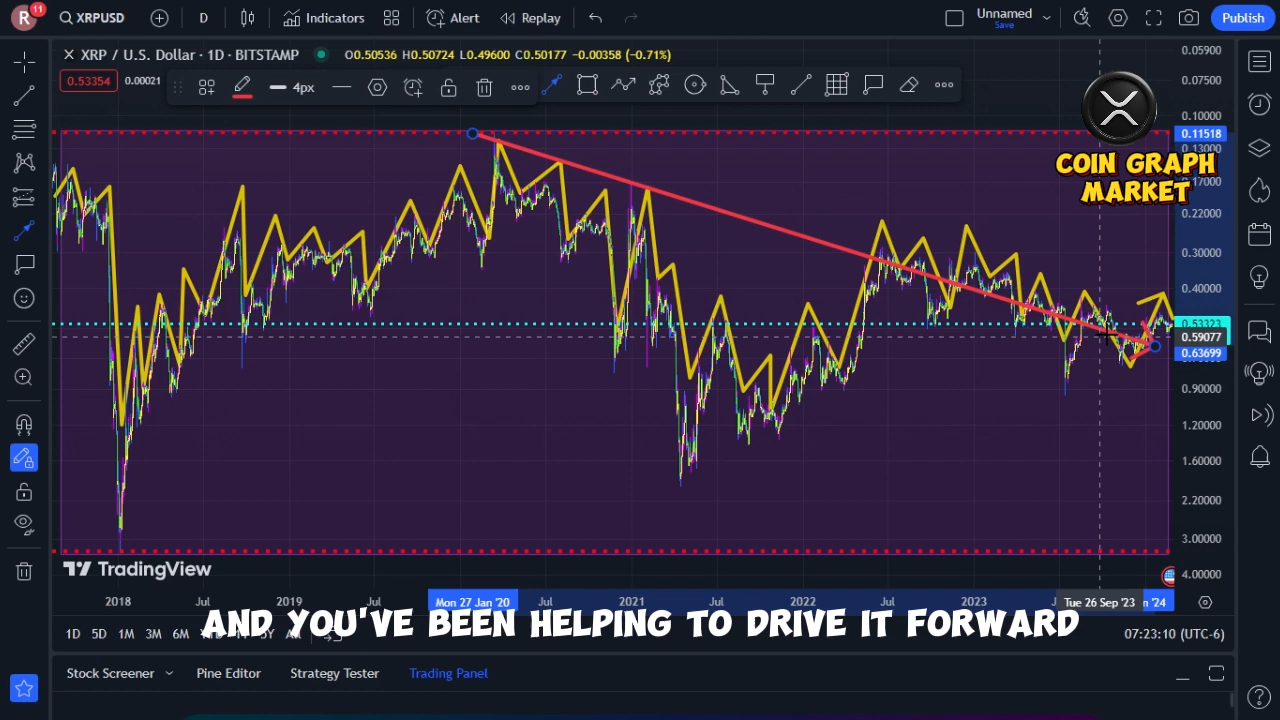 R 11 XRPUSD D Indicators Alert Replay Unnamed Save Publish
XRP / U.S. Dollar · 1D · BITSTAMP O0.50536 H0.50724 L0.49600 C0.50177 −0.00358 (−0.71%)
0.53354 0.00021 4px
0.05900
0.07500
0.10000
0.11518
0.13000
COIN GRAPH
MARKET
0.17000
0.22000
0.30000
0.40000
0.53323
0.59077
0.63699
0.90000
1.20000
1.60000
2.20000
3.00000
TradingView
4.00000
2018 Jul 2019 Jul Mon 27 Jan '20 Jul 2021 Jul 2022 Jul 2023 Tue 26 Sep '23 n '24
AND YOU'VE BEEN HELPING TO DRIVE IT FORWARD
1D 5D 1M 3M 07:23:10 (UTC-6)
Stock Screener Pine Editor Strategy Tester Trading Panel